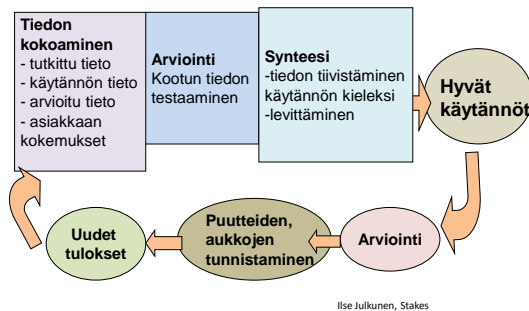 Tiedon
kokoaminen
- tutkittu tieto
- käytännön tieto
- arvioitu tieto
- asiakkaan
kokemukset
Arviointi
Kootun tiedon
testaaminen
Synteesi
-tiedon tiivistäminen
käytännön kieleksi
-levittäminen
Hyvät
käytännöt
Arviointi
Puutteiden,
aukkojen
tunnistaminen
Uudet
tulokset
Ilse Julkunen, Stakes